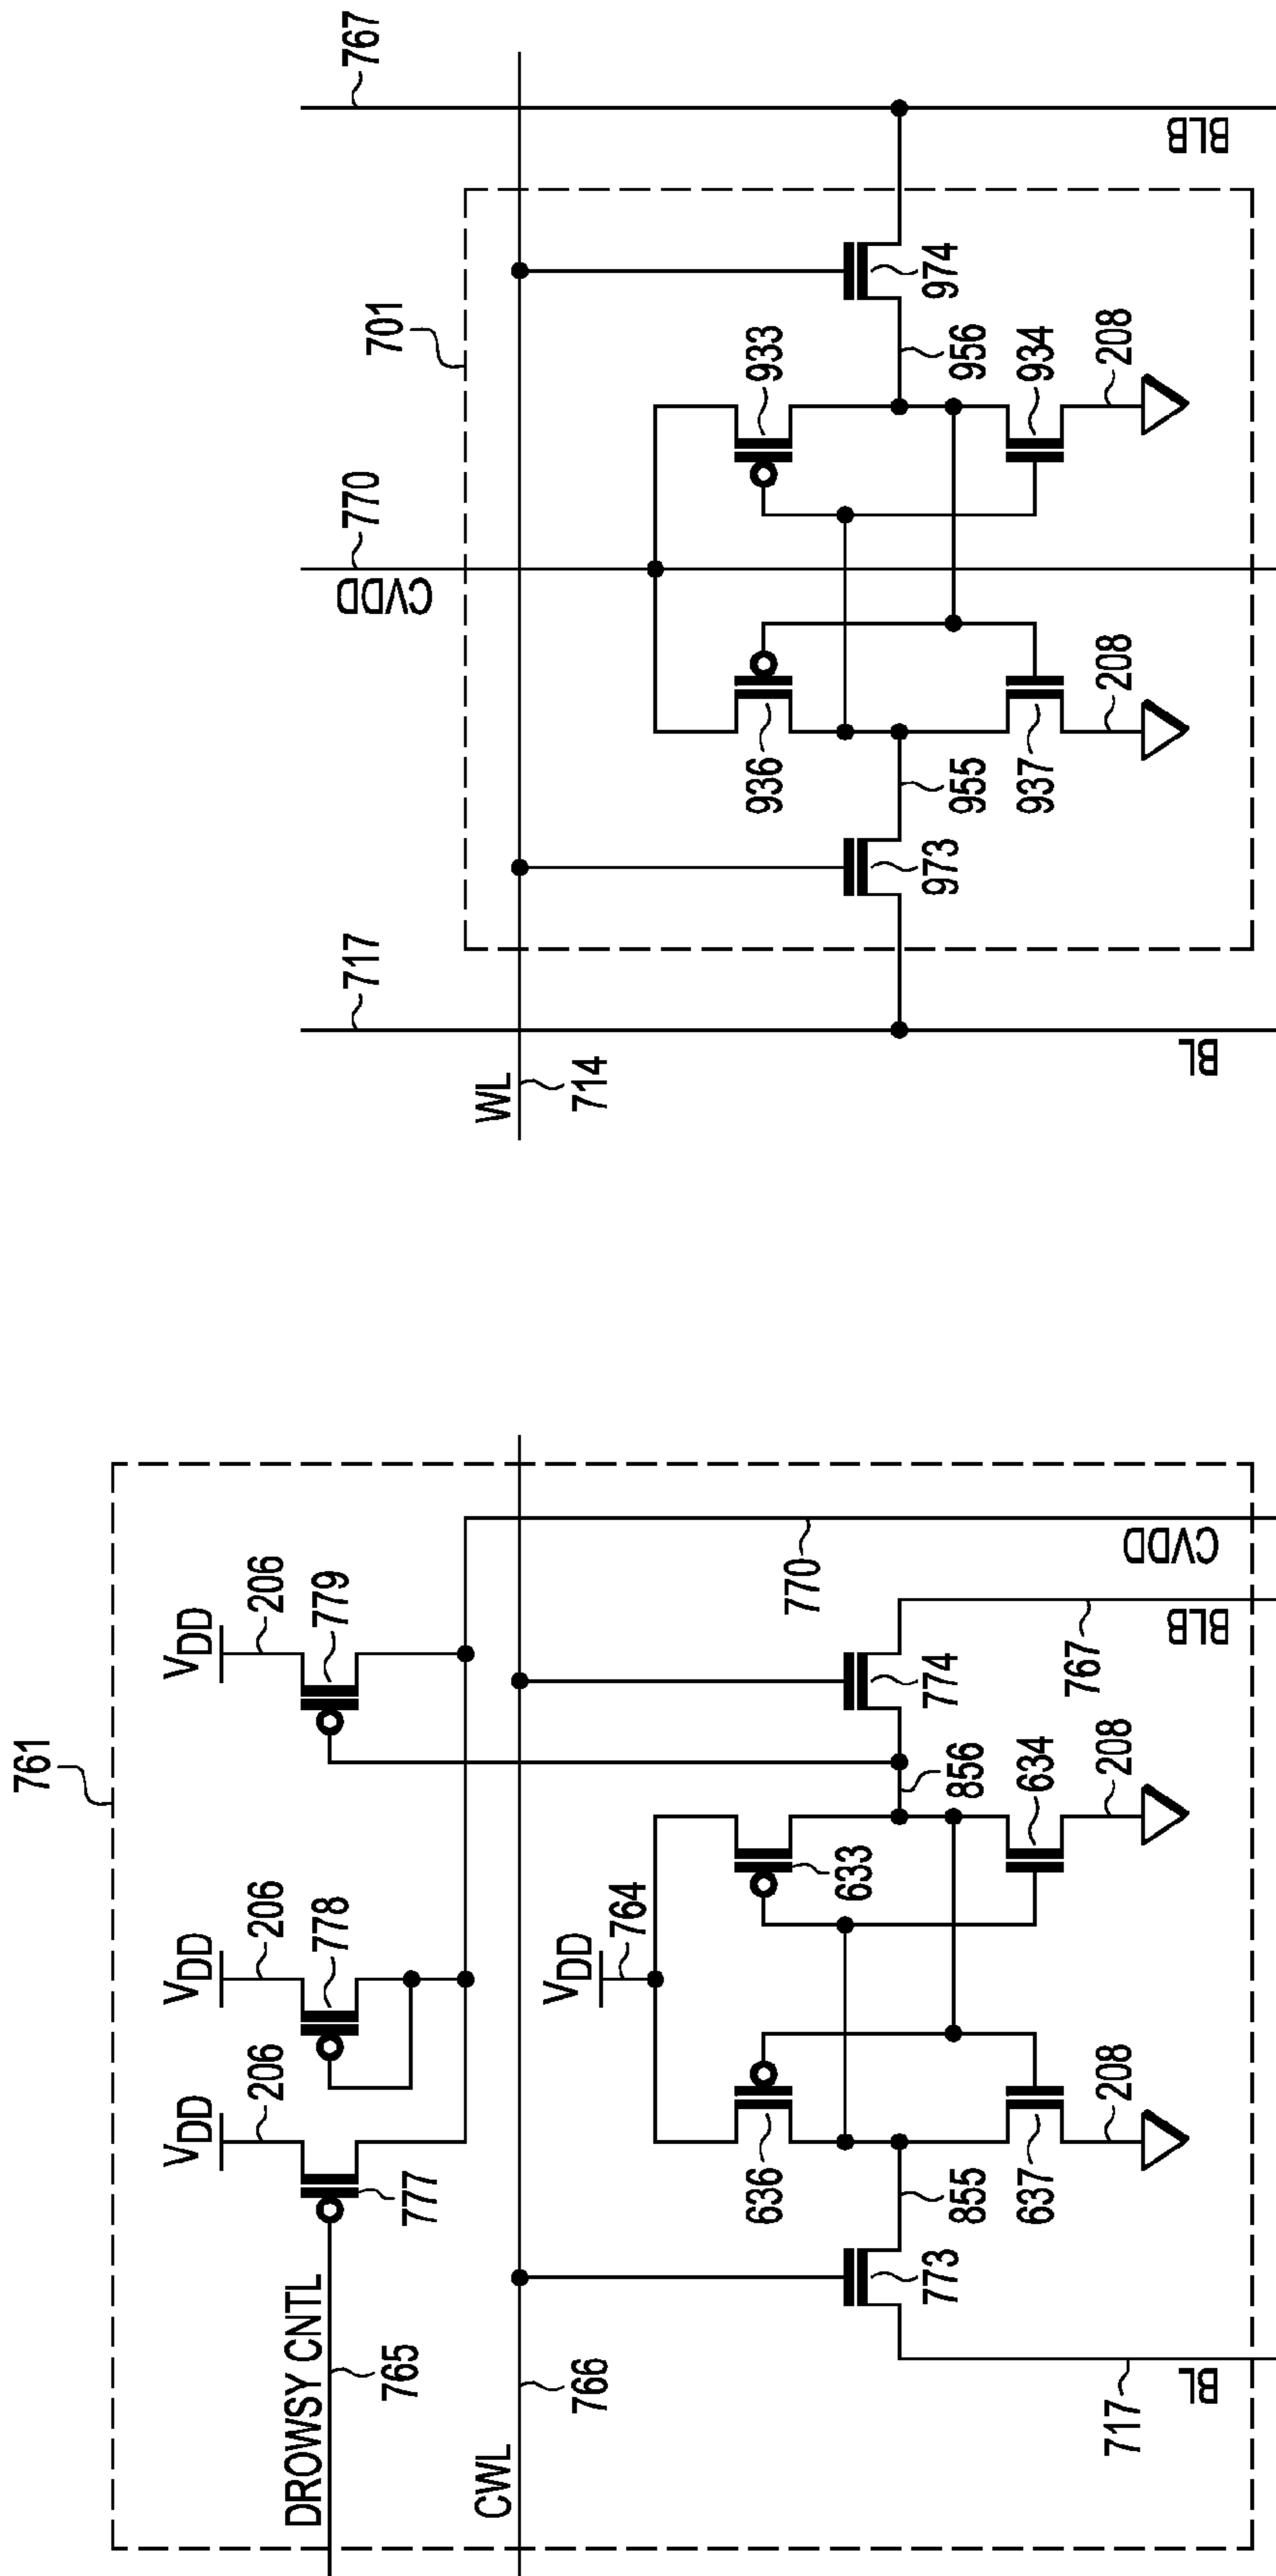 761
DROWSY CNTL
765
VDD
206
777
VDD
206
778
VDD
206
779
CWL
766
VDD
764
636
633
773
855
637
208
856
634
208
774
770
717
BL
767
BLB
CVDD
717
BL
WL
714
CVDD
770
701
767
BLB
936
933
973
955
937
208
956
934
208
974